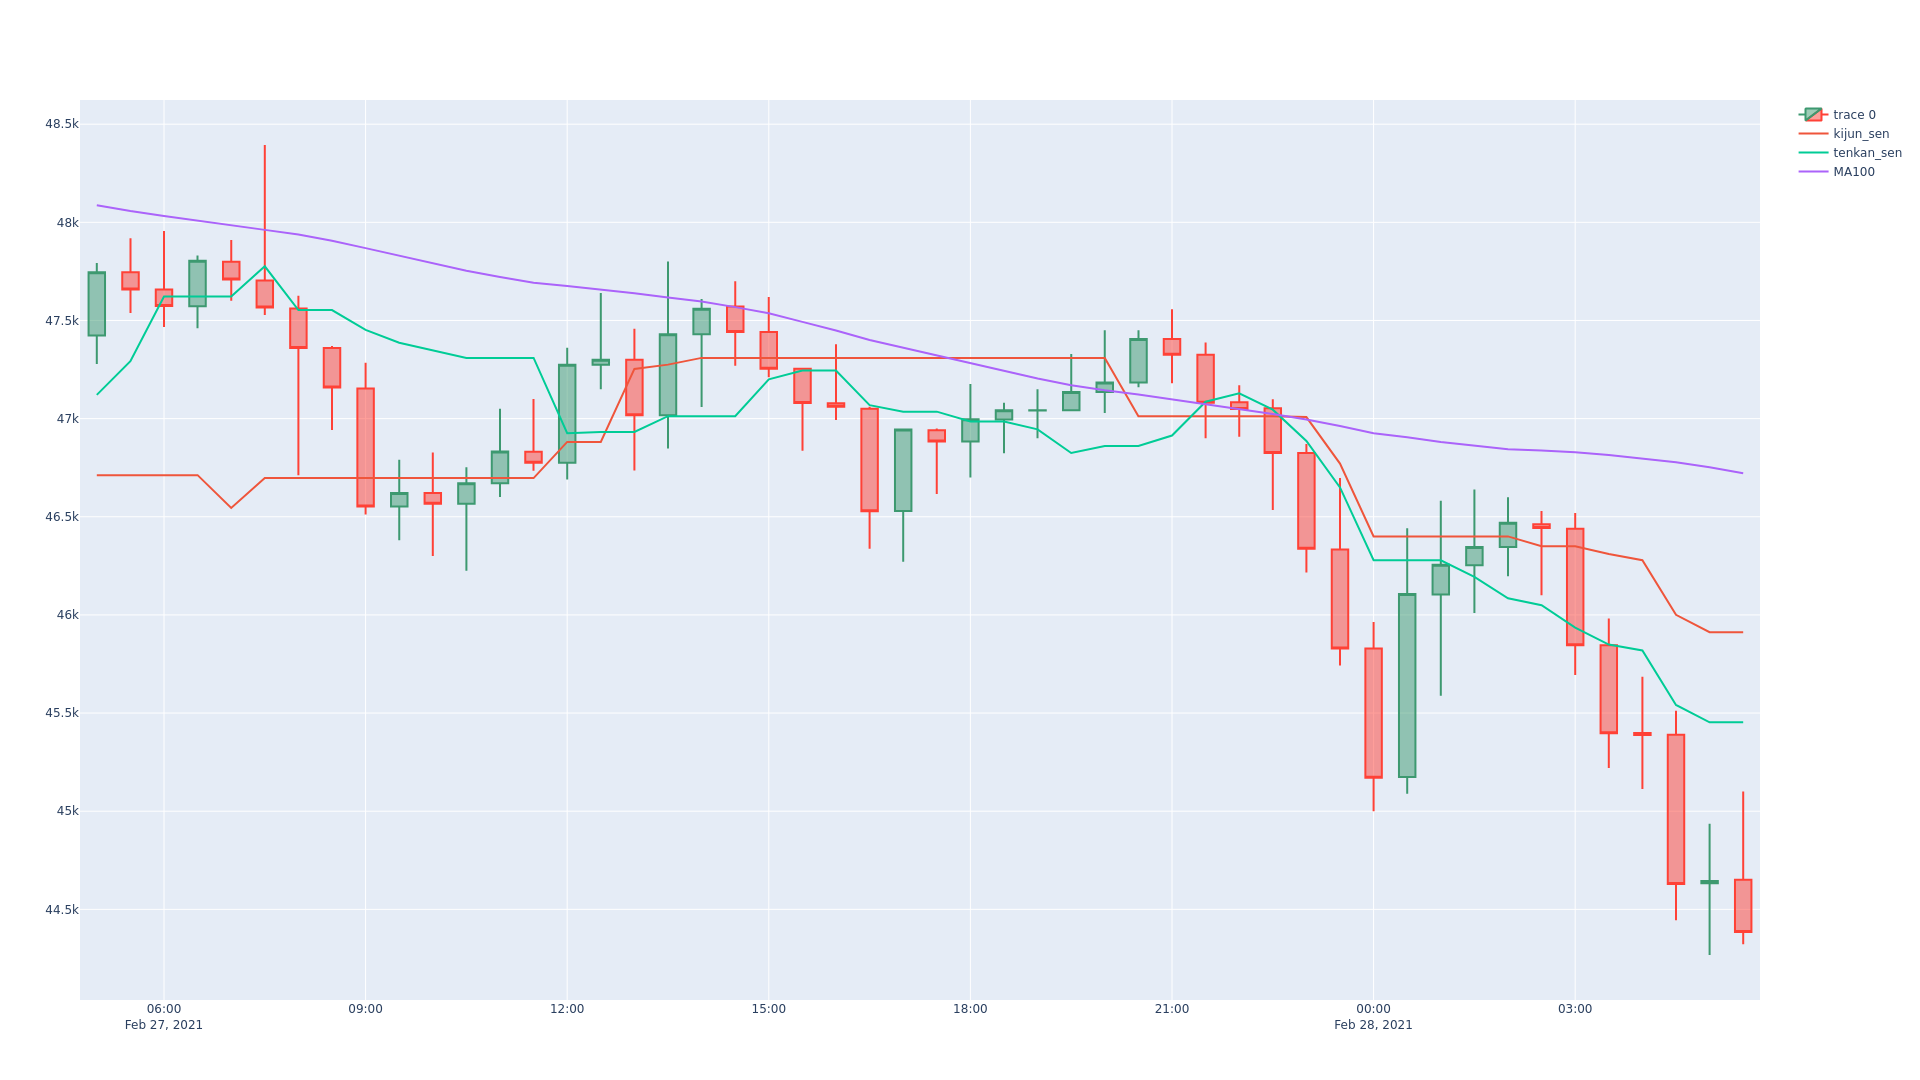 48.5k
48k
47.5k
47k
46.5k
46k
45.5k
45k
44.5k
06:00
Feb 27, 2021
09:00
12:00
15:00
18:00
21:00
00:00
Feb 28, 2021
03:00
trace 0
kijun_sen
tenkan_sen
MA100